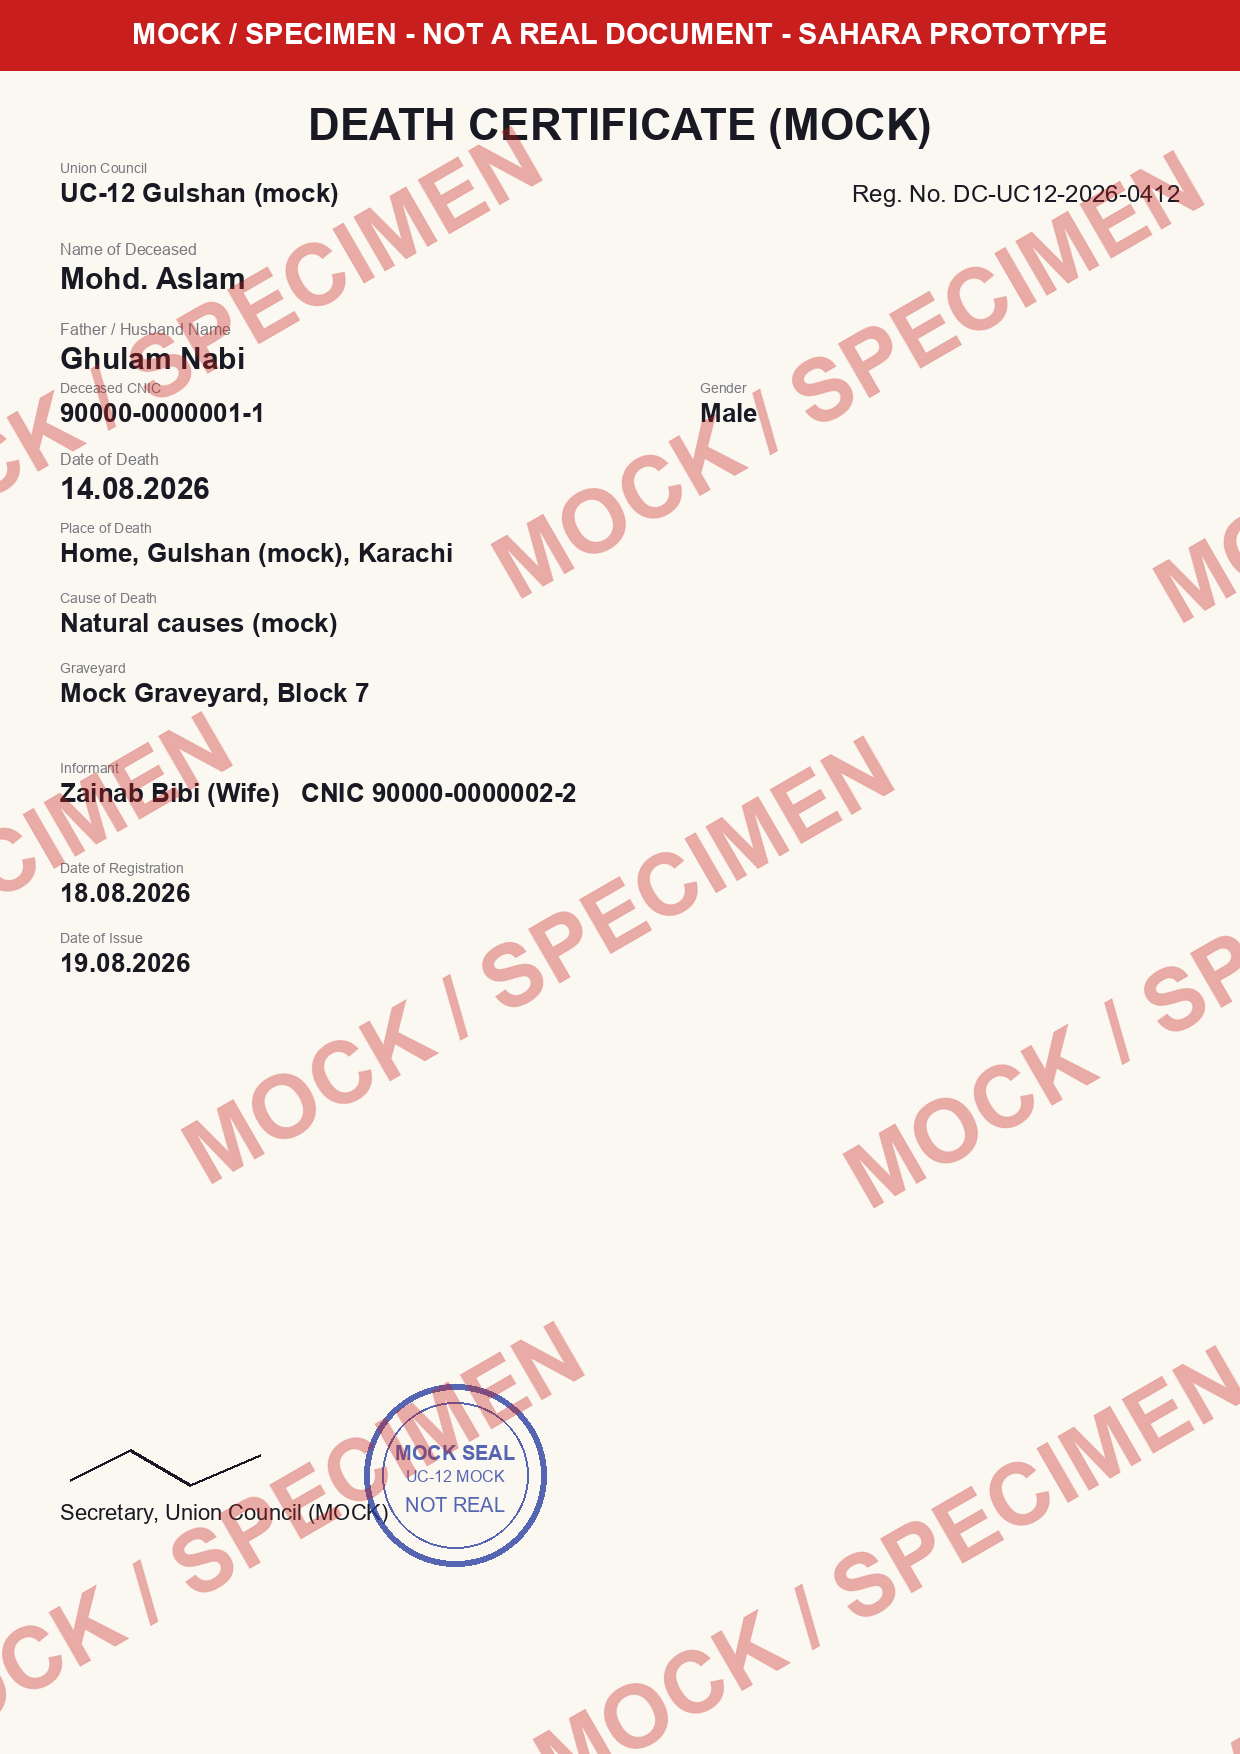 MOCK / SPECIMEN - NOT A REAL DOCUMENT - SAHARA PROTOTYPE
DEATH CERTIFICATE (MOCK)
Union Council
UC-12 Gulshan (mock)
Reg. No. DC-UC12-2026-0412
Name of Deceased
Mohd. Aslam
Father / Husband Name
Ghulam Nabi
Deceased CNIC
90000-0000001-1
Gender
Male
Date of Death
14.08.2026
Place of Death
Home, Gulshan (mock), Karachi
Cause of Death
Natural causes (mock)
Graveyard
Mock Graveyard, Block 7
Informant
Zainab Bibi (Wife) CNIC 90000-0000002-2
Date of Registration
18.08.2026
Date of Issue
19.08.2026
Secretary, Union Council (MOCK)
MOCK SEAL
UC-12 MOCK
NOT REAL
MOCK / SPECIMEN
MOCK / SPECIMEN
MOCK / SPECIMEN
MOCK / SPECIMEN